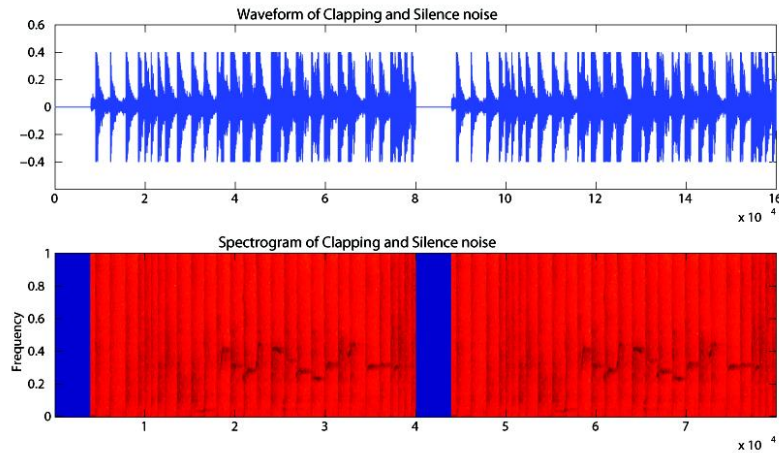 Waveform of Clapping and Silence noise
0.6
0.4
0.2
0
−0.2
−0.4
0 2 4 6 8 10 12 14 16
x 10 4
Spectrogram of Clapping and Silence noise
1
0.8
0.6
0.4
0.2
0
Frequency
1 2 3 4 5 6 7
x 10 4